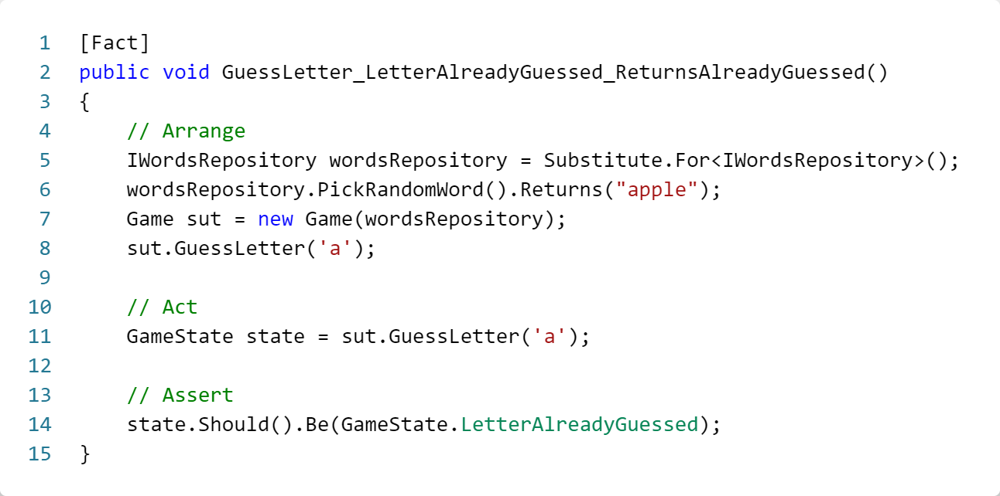 1 [Fact]
2 public void GuessLetter_LetterAlreadyGuessed_ReturnsAlreadyGuessed()
3 {
4     // Arrange
5     IWordsRepository wordsRepository = Substitute.For<IWordsRepository>();
6     wordsRepository.PickRandomWord().Returns("apple");
7     Game sut = new Game(wordsRepository);
8     sut.GuessLetter('a');
9
10     // Act
11     GameState state = sut.GuessLetter('a');
12
13     // Assert
14     state.Should().Be(GameState.LetterAlreadyGuessed);
15 }